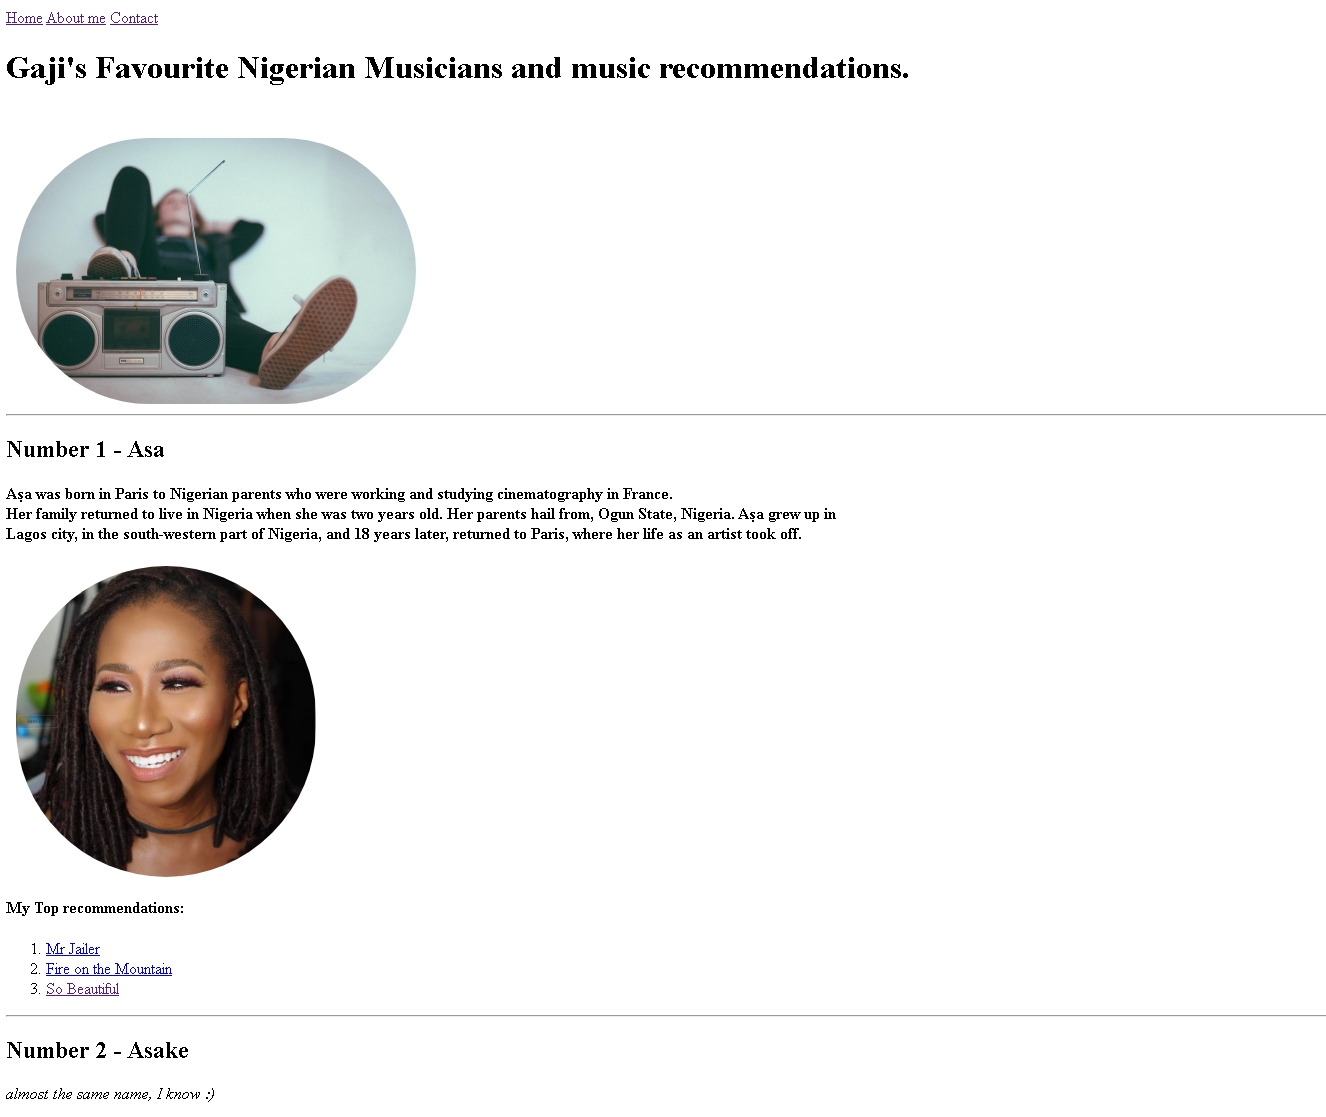 Home About me Contact
Gaji's Favourite Nigerian Musicians and music recommendations.
Number 1 - Asa
Aṣa was born in Paris to Nigerian parents who were working and studying cinematography in France.
Her family returned to live in Nigeria when she was two years old. Her parents hail from, Ogun State, Nigeria. Aṣa grew up in
Lagos city, in the south-western part of Nigeria, and 18 years later, returned to Paris, where her life as an artist took off.
My Top recommendations:
1. Mr Jailer
2. Fire on the Mountain
3. So Beautiful
Number 2 - Asake
almost the same name, I know :)